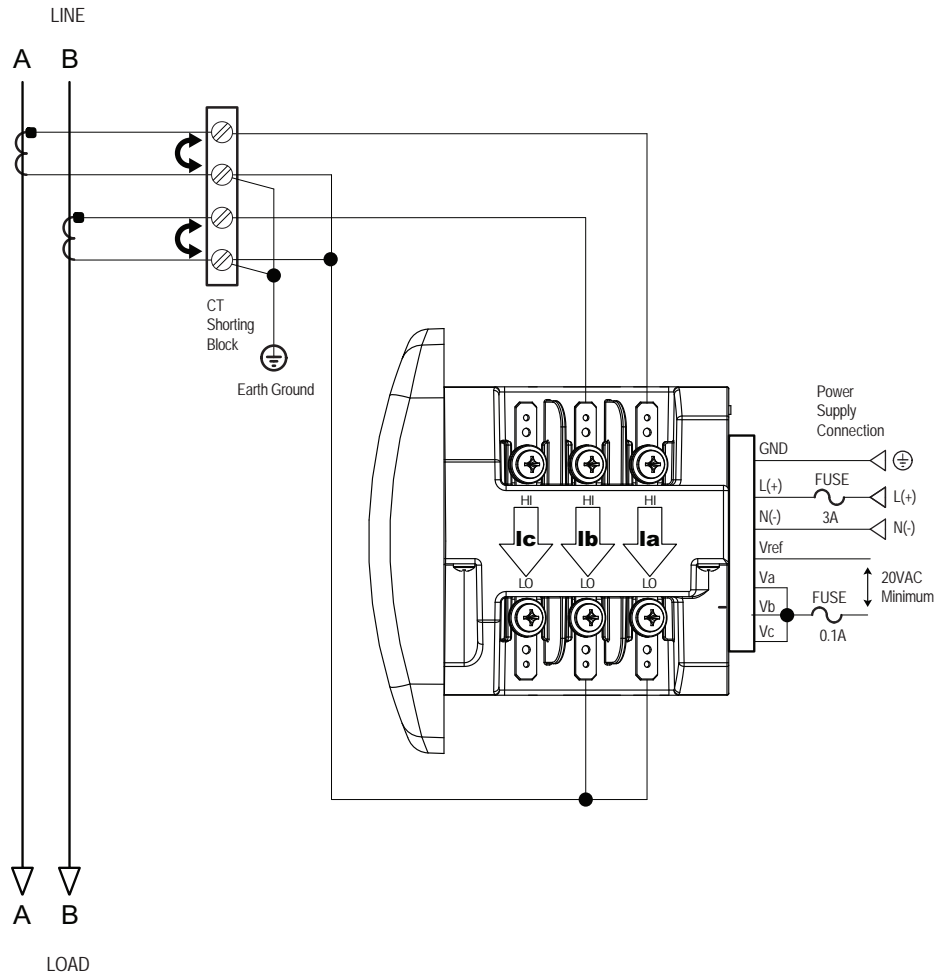 LINE
A B
CT
Shorting
Block
Earth Ground
Power
Supply
Connection
GND
L(+) FUSE L(+)
3A
N(-) N(-)
Vref
HI HI HI
Ic Ib Ia
LO LO LO
20VAC
Minimum
Va
Vb FUSE
0.1A
Vc
A B
LOAD